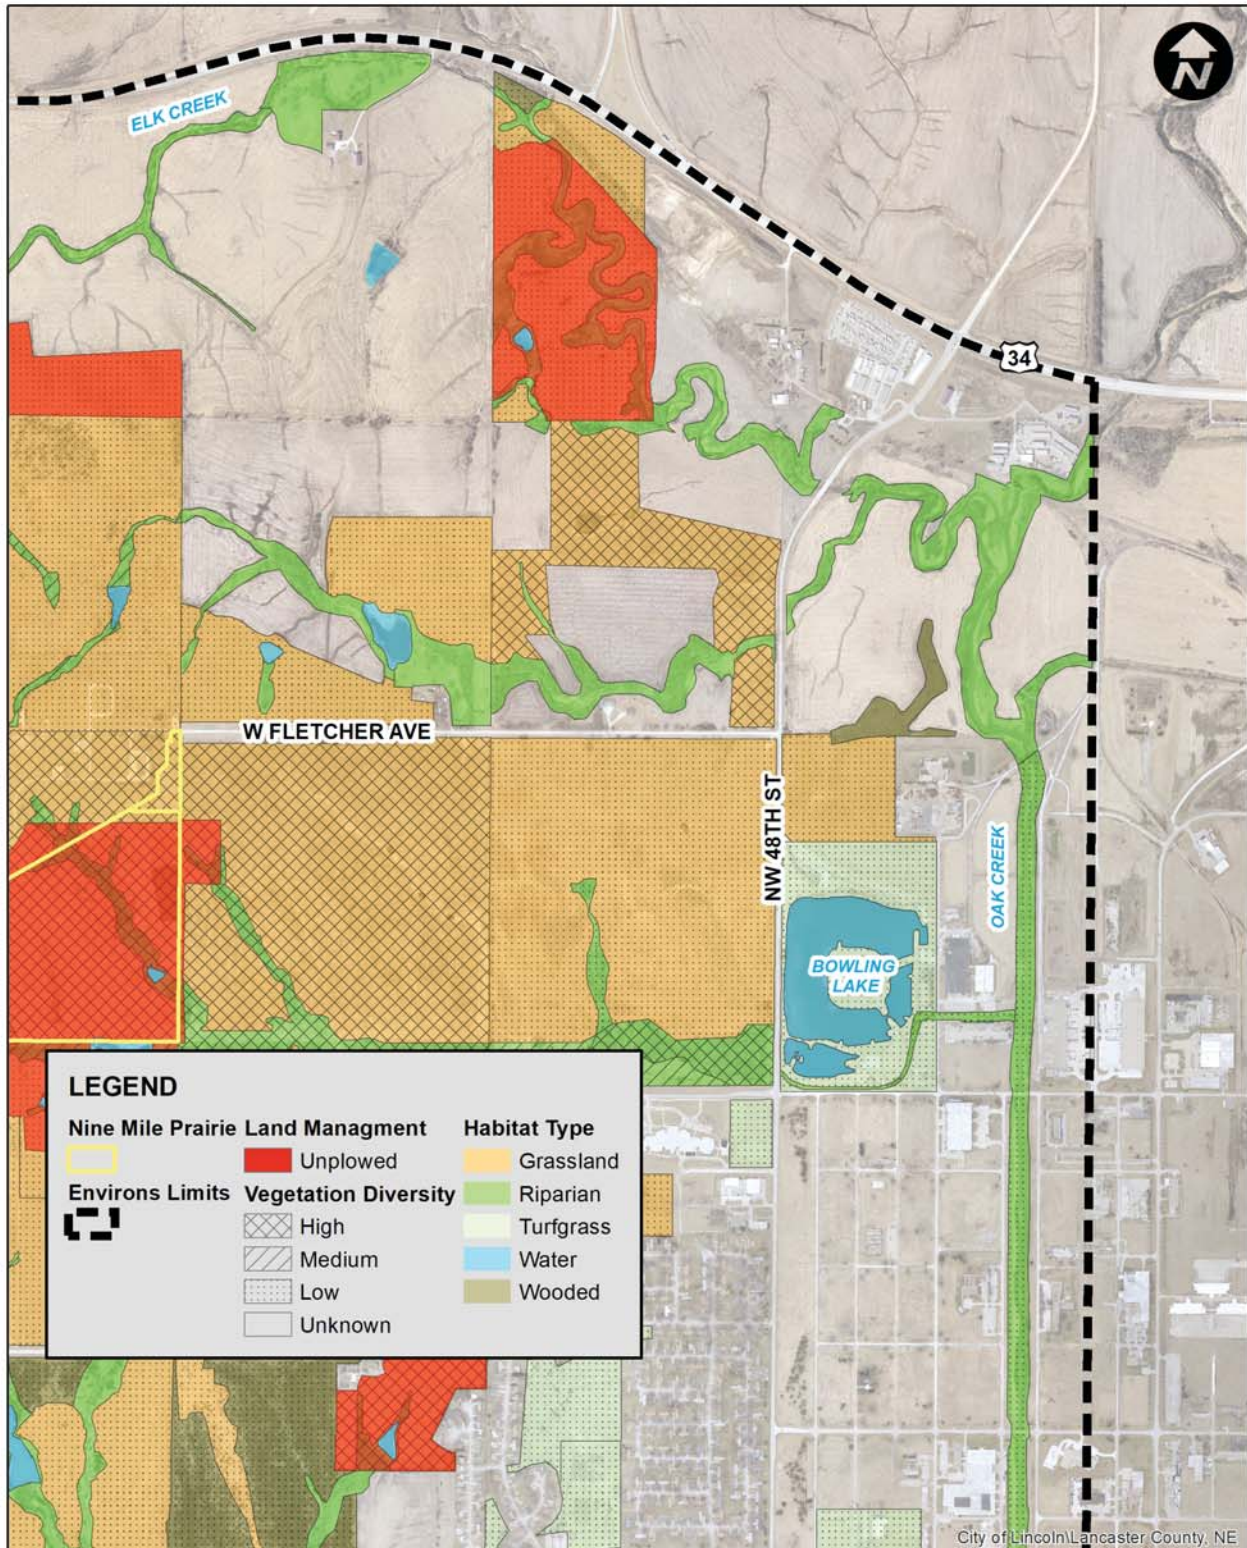 N
ELK CREEK
34
W FLETCHER AVE
NW 48TH ST
OAK CREEK
BOWLING
LAKE
LEGEND
Nine Mile Prairie
Environs Limits
Land Managment
Unplowed
Vegetation Diversity
High
Medium
Low
Unknown
Habitat Type
Grassland
Riparian
Turfgrass
Water
Wooded
City of Lincoln\Lancaster County, NE